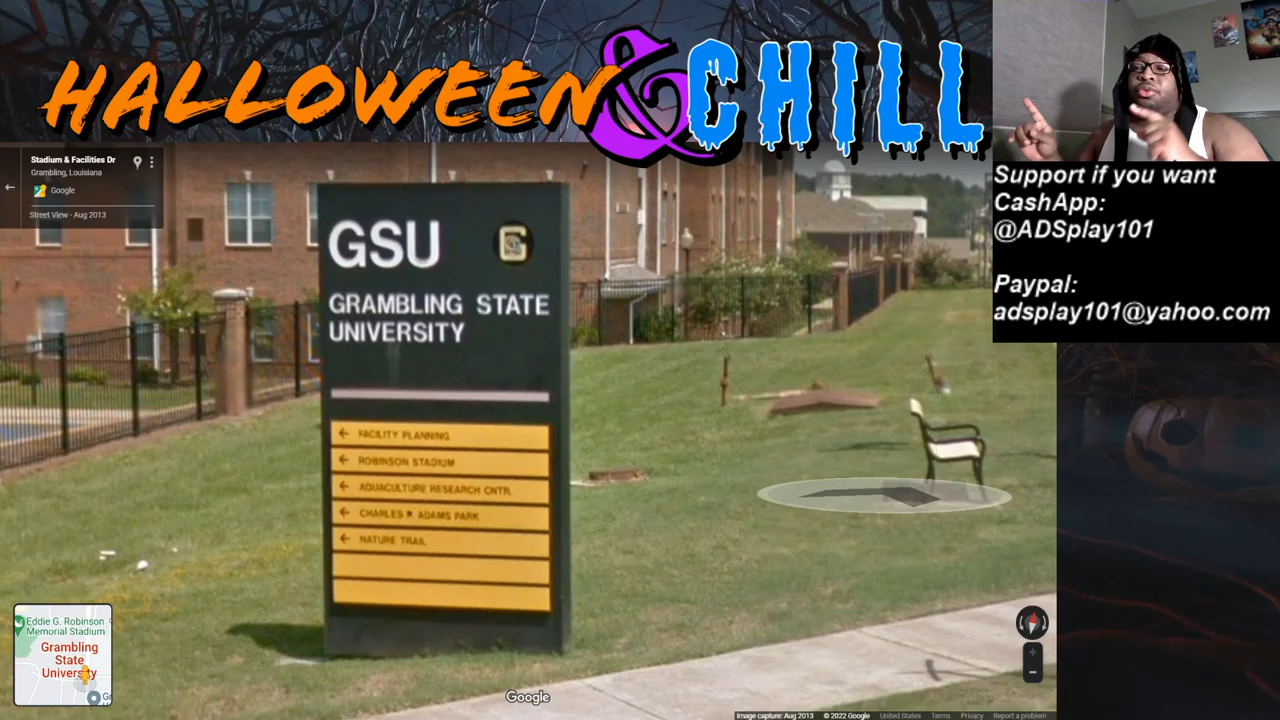 HALLOWEEN & CHILL
Stadium & Facilities Dr
Grambling, Louisiana
Google
Street View - Aug 2013
Support if you want
CashApp:
@ADSplay101
Paypal:
adsplay101@yahoo.com
GSU G
GRAMBLING STATE
UNIVERSITY
← FACILITY PLANNING
← ROBINSON STADIUM
← AQUACULTURE RESEARCH CNTR.
← CHARLES P. ADAMS PARK
← NATURE TRAIL
Eddie G. Robinson
Memorial Stadium
Grambling
State
University
Gr
Google
Image capture: Aug 2013 © 2022 Google United States Terms Privacy Report a problem